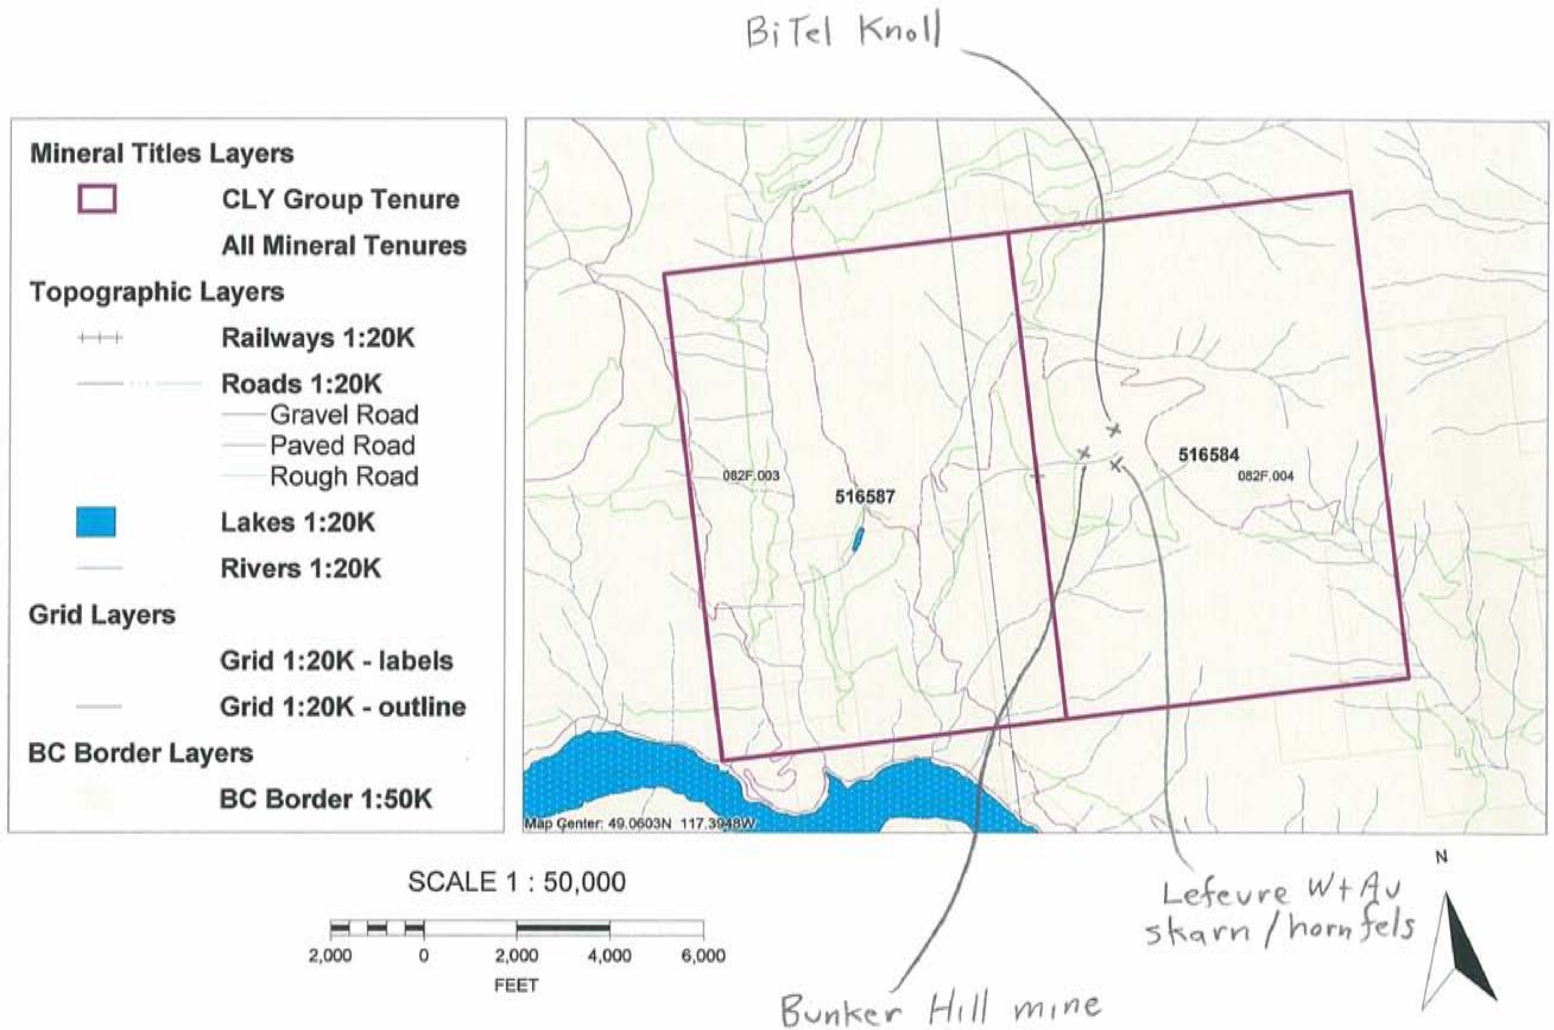 BiTel Knoll
Mineral Titles Layers
CLY Group Tenure
All Mineral Tenures
Topographic Layers
Railways 1:20K
Roads 1:20K
Gravel Road
Paved Road
Rough Road
Lakes 1:20K
Rivers 1:20K
Grid Layers
Grid 1:20K - labels
Grid 1:20K - outline
BC Border Layers
BC Border 1:50K
516584
082F.003
082F.004
516587
Map Center: 49.0603N 117.3948W
SCALE 1 : 50,000
2,000 0 2,000 4,000 6,000
FEET
N
Lefevre W+Au
skarn/hornfels
Bunker Hill mine